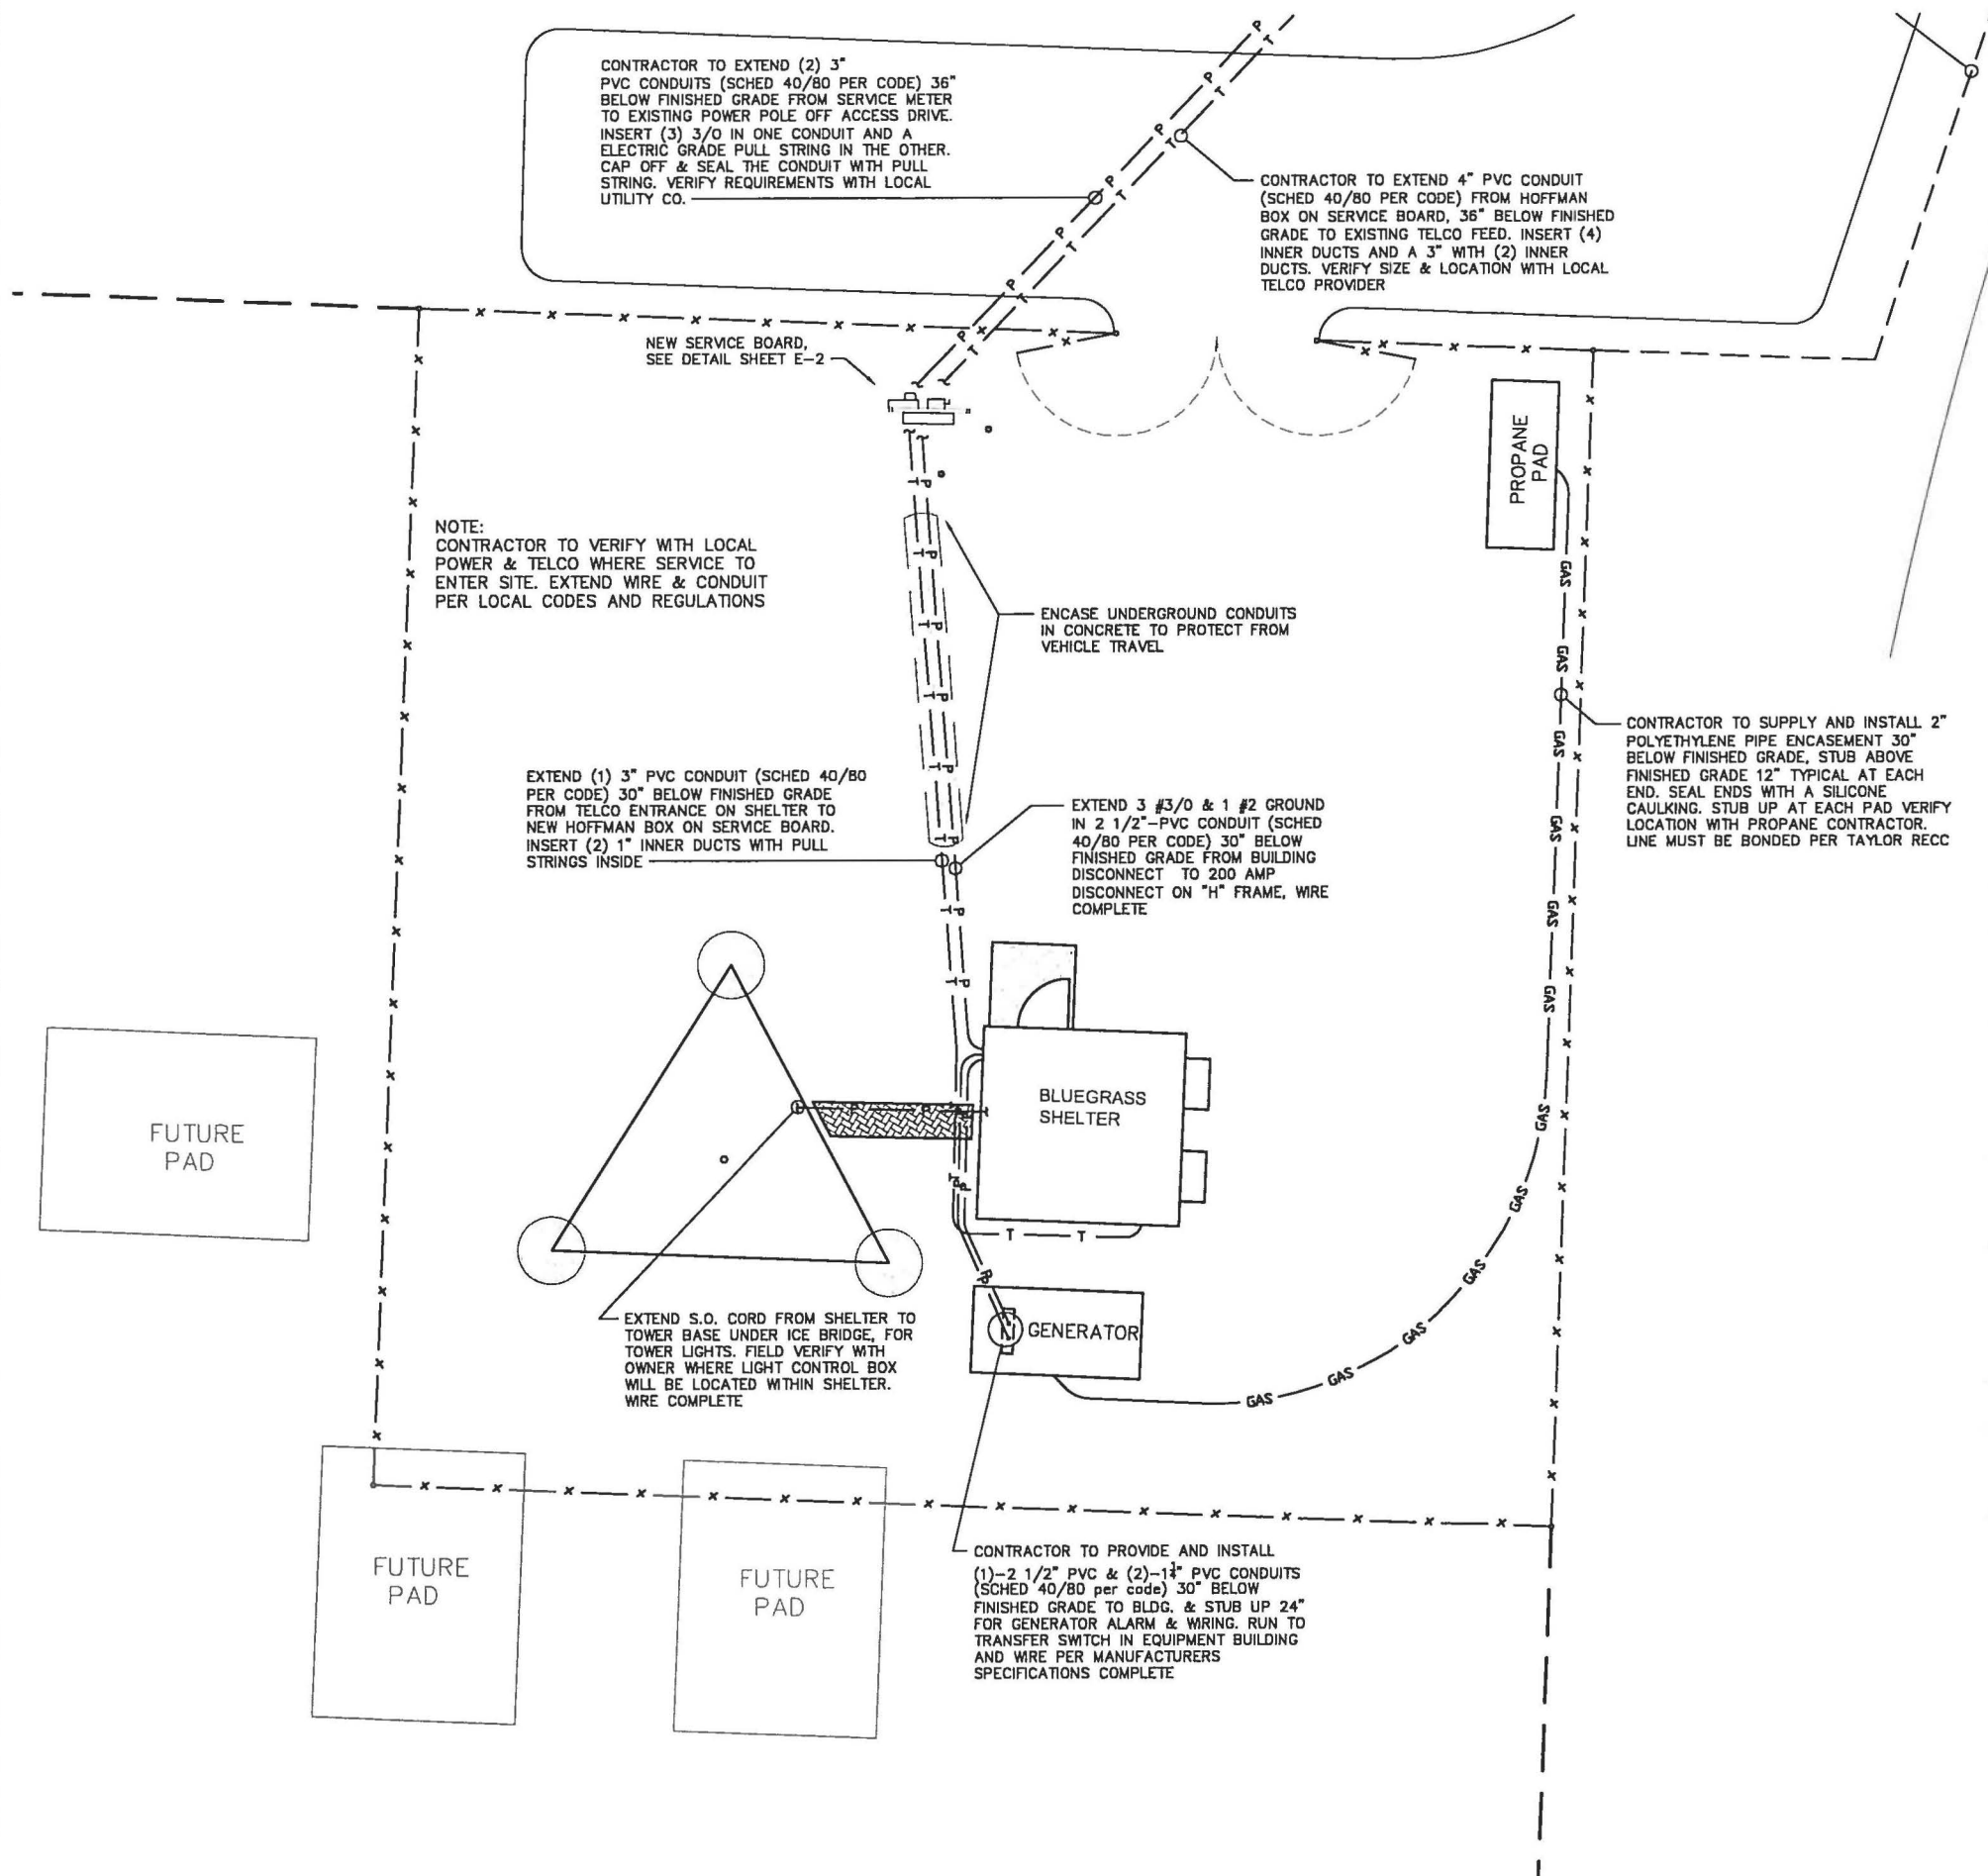 CONTRACTOR TO EXTEND (2) 3"
PVC CONDUITS (SCHED 40/80 PER CODE) 36"
BELOW FINISHED GRADE FROM SERVICE METER
TO EXISTING POWER POLE OFF ACCESS DRIVE.
INSERT (3) 3/0 IN ONE CONDUIT AND A
ELECTRIC GRADE PULL STRING IN THE OTHER.
CAP OFF & SEAL THE CONDUIT WITH PULL
STRING. VERIFY REQUIREMENTS WITH LOCAL
UTILITY CO.
CONTRACTOR TO EXTEND 4" PVC CONDUIT
(SCHED 40/80 PER CODE) FROM HOFFMAN
BOX ON SERVICE BOARD, 36" BELOW FINISHED
GRADE TO EXISTING TELCO FEED. INSERT (4)
INNER DUCTS AND A 3" WITH (2) INNER
DUCTS. VERIFY SIZE & LOCATION WITH LOCAL
TELCO PROVIDER
NEW SERVICE BOARD,
SEE DETAIL SHEET E-2
PROPANE
PAD
NOTE:
CONTRACTOR TO VERIFY WITH LOCAL
POWER & TELCO WHERE SERVICE TO
ENTER SITE. EXTEND WIRE & CONDUIT
PER LOCAL CODES AND REGULATIONS
ENCASE UNDERGROUND CONDUITS
IN CONCRETE TO PROTECT FROM
VEHICLE TRAVEL
CONTRACTOR TO SUPPLY AND INSTALL 2"
POLYETHYLENE PIPE ENCASEMENT 30"
BELOW FINISHED GRADE, STUB ABOVE
FINISHED GRADE 12" TYPICAL AT EACH
END. SEAL ENDS WITH A SILICONE
CAULKING. STUB UP AT EACH PAD VERIFY
LOCATION WITH PROPANE CONTRACTOR.
LINE MUST BE BONDED PER TAYLOR RECC
EXTEND (1) 3" PVC CONDUIT (SCHED 40/80
PER CODE) 30" BELOW FINISHED GRADE
FROM TELCO ENTRANCE ON SHELTER TO
NEW HOFFMAN BOX ON SERVICE BOARD.
INSERT (2) 1" INNER DUCTS WITH PULL
STRINGS INSIDE
EXTEND 3 #3/0 & 1 #2 GROUND
IN 2 1/2"-PVC CONDUIT (SCHED
40/80 PER CODE) 30" BELOW
FINISHED GRADE FROM BUILDING
DISCONNECT TO 200 AMP
DISCONNECT ON "H" FRAME, WIRE
COMPLETE
BLUEGRASS
SHELTER
FUTURE
PAD
GENERATOR
EXTEND S.O. CORD FROM SHELTER TO
TOWER BASE UNDER ICE BRIDGE, FOR
TOWER LIGHTS. FIELD VERIFY WITH
OWNER WHERE LIGHT CONTROL BOX
WILL BE LOCATED WITHIN SHELTER.
WIRE COMPLETE
GAS
GAS
GAS
GAS
GAS
GAS
GAS
GAS
GAS
GAS
GAS
GAS
FUTURE
PAD
FUTURE
PAD
CONTRACTOR TO PROVIDE AND INSTALL
(1)-2 1/2" PVC & (2)-1¼" PVC CONDUITS
(SCHED 40/80 per code) 30" BELOW
FINISHED GRADE TO BLDG. & STUB UP 24"
FOR GENERATOR ALARM & WIRING. RUN TO
TRANSFER SWITCH IN EQUIPMENT BUILDING
AND WIRE PER MANUFACTURERS
SPECIFICATIONS COMPLETE